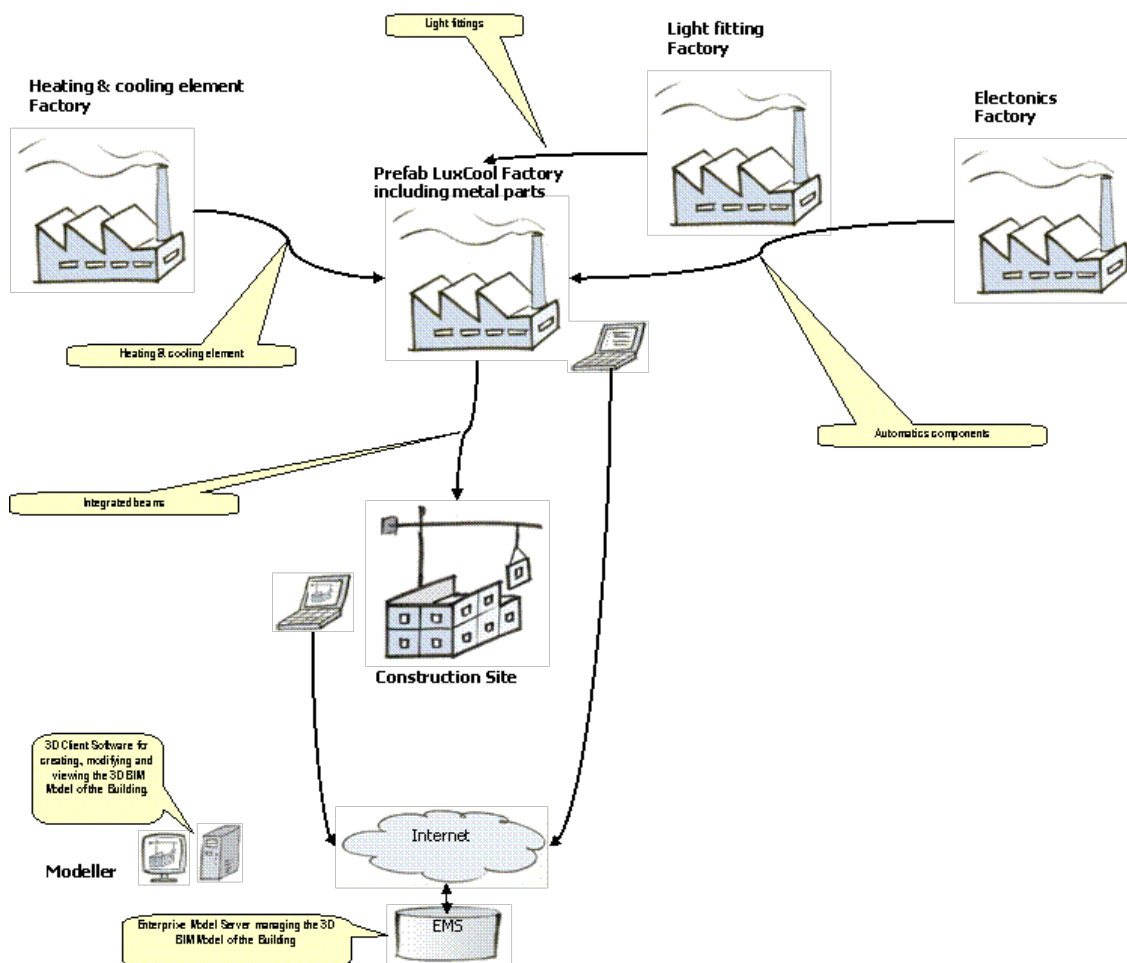 Light fittings
Light fitting
Factory
Heating & cooling element
Factory
Electonics
Factory
Prefab LuxCool Factory
including metal parts
Heating & cooling element
Automatics components
Integrated beams
Construction Site
3D Client Software for
creating, modifying and
viewing the 3D BIM
Model of the Building.
Internet
Modeller
EMS
Enterprise Model Server managing the 3D
BIM Model of the Building